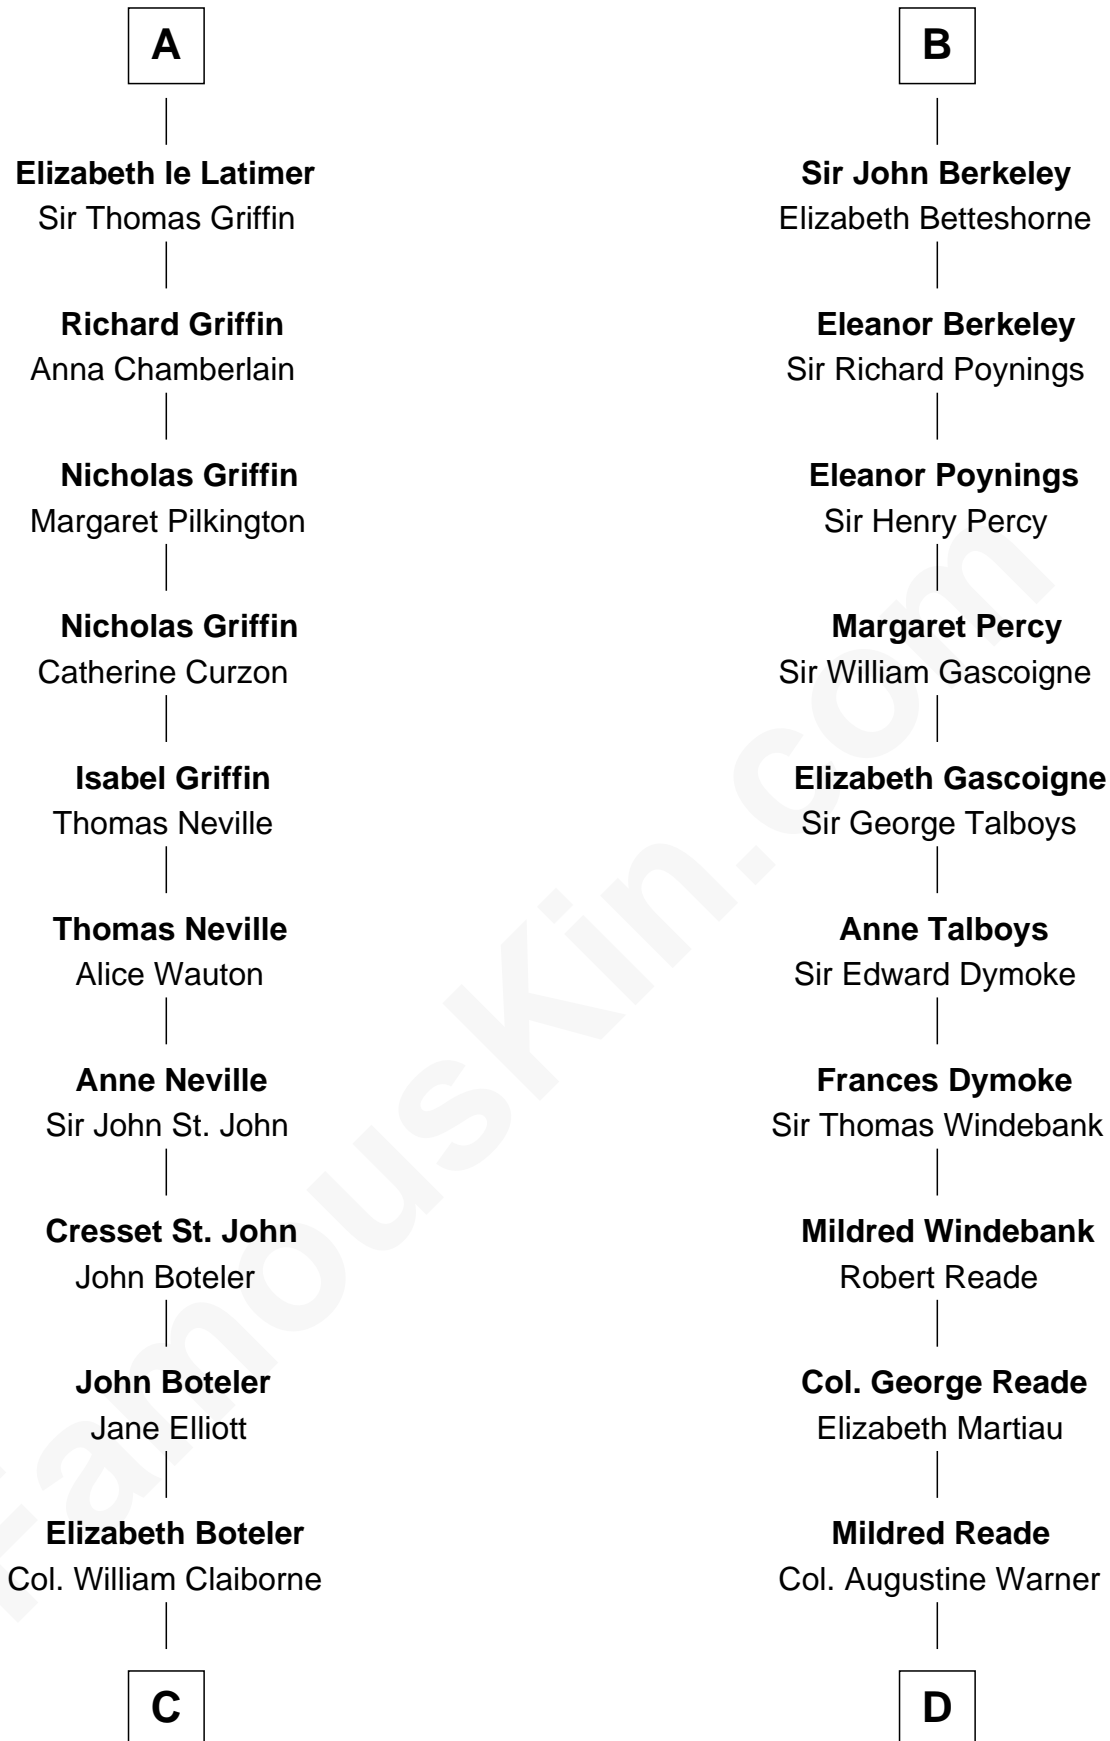 A
Elizabeth le Latimer
Sir Thomas Griffin
Richard Griffin
Anna Chamberlain
Nicholas Griffin
Margaret Pilkington
Nicholas Griffin
Catherine Curzon
Isabel Griffin
Thomas Neville
Thomas Neville
Alice Wauton
Anne Neville
Sir John St. John
Cresset St. John
John Boteler
John Boteler
Jane Elliott
Elizabeth Boteler
Col. William Claiborne
C
B
Sir John Berkeley
Elizabeth Betteshorne
Eleanor Berkeley
Sir Richard Poynings
Eleanor Poynings
Sir Henry Percy
Margaret Percy
Sir William Gascoigne
Elizabeth Gascoigne
Sir George Talboys
Anne Talboys
Sir Edward Dymoke
Frances Dymoke
Sir Thomas Windebank
Mildred Windebank
Robert Reade
Col. George Reade
Elizabeth Martiau
Mildred Reade
Col. Augustine Warner
D
FamousKin.com